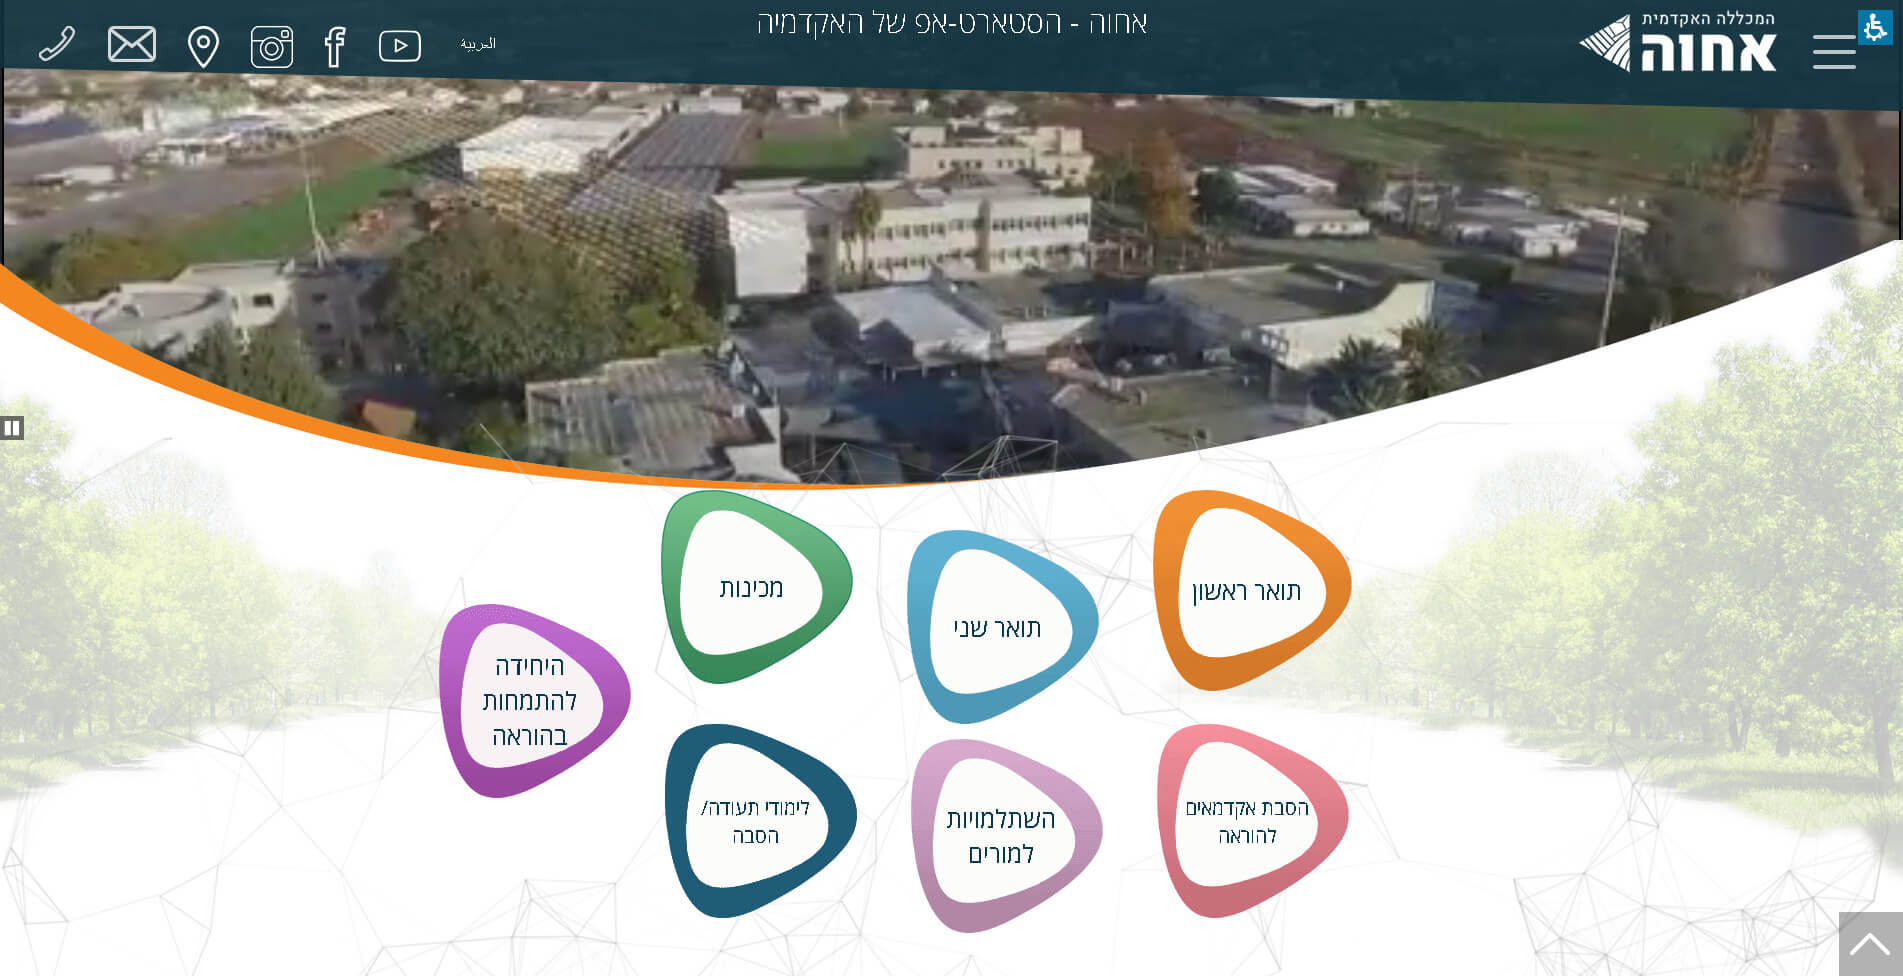 אחוה - הסטארט-אפ של האקדמיה
המכללה האקדמית
אחוה
العربية
תואר ראשון
תואר שני
מכינות
היחידה
להתמחות
בהוראה
הסבת אקדמאים
להוראה
השתלמויות
למורים
לימודי תעודה/
הסבה